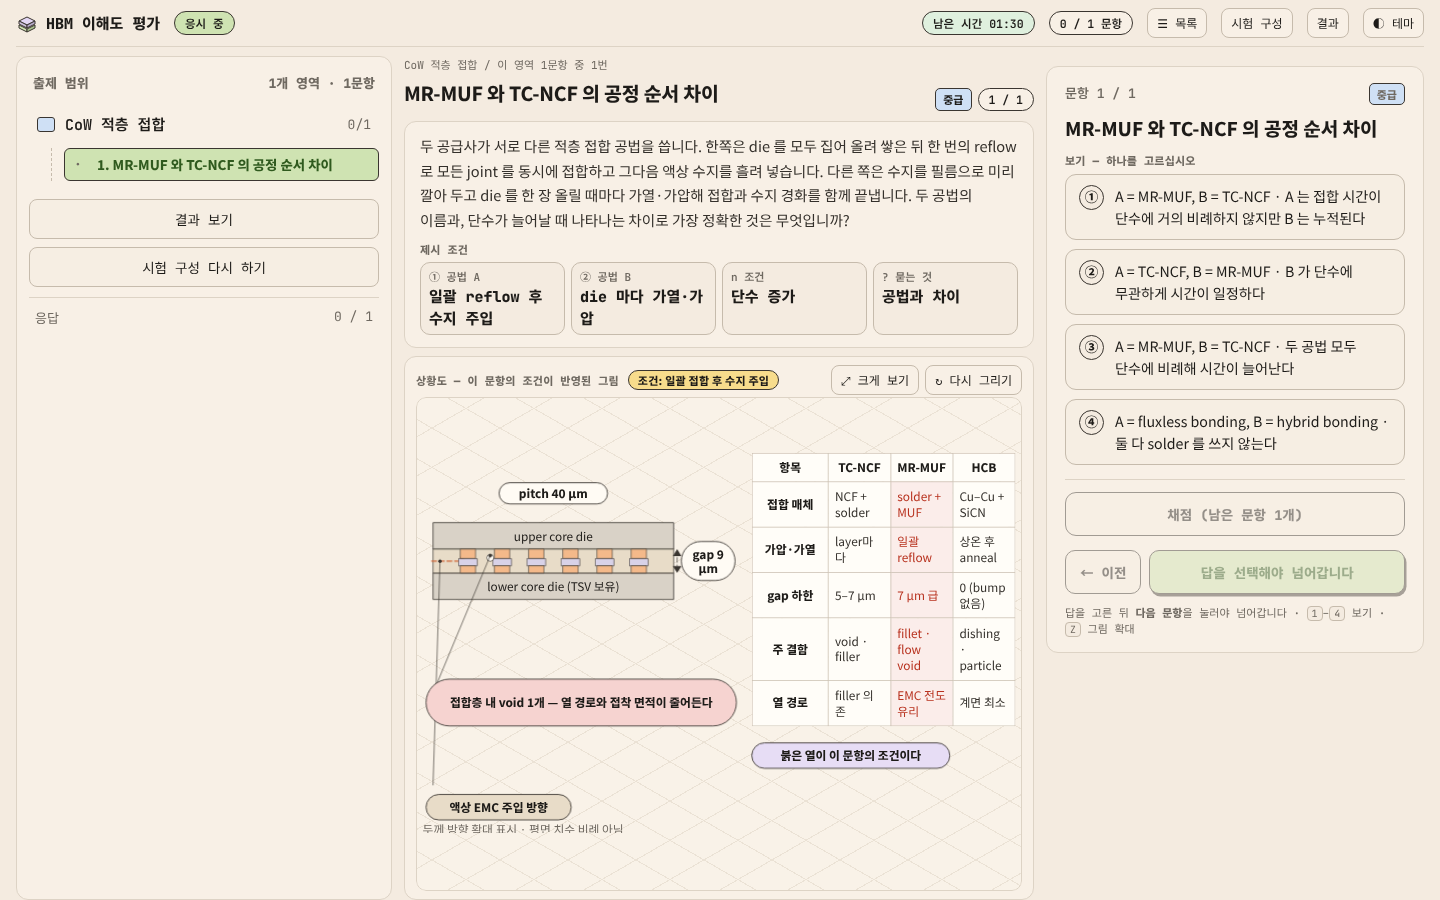 HBM 이해도 평가
응시 중
남은 시간 01:30
0 / 1 문항
☰ 목록
시험 구성
결과
◐ 테마
출제 범위
1개 영역 · 1문항
CoW 적층 접합
0/1
· 1. MR-MUF 와 TC-NCF 의 공정 순서 차이
결과 보기
시험 구성 다시 하기
응답
0 / 1
CoW 적층 접합 / 이 영역 1문항 중 1번
MR-MUF 와 TC-NCF 의 공정 순서 차이
중급
1 / 1
두 공급사가 서로 다른 적층 접합 공법을 씁니다. 한쪽은 die 를 모두 집어 올려 쌓은 뒤 한 번의 reflow
로 모든 joint 를 동시에 접합하고 그다음 액상 수지를 흘려 넣습니다. 다른 쪽은 수지를 필름으로 미리
깔아 두고 die 를 한 장 올릴 때마다 가열·가압해 접합과 수지 경화를 함께 끝냅니다. 두 공법의
이름과, 단수가 늘어날 때 나타나는 차이로 가장 정확한 것은 무엇입니까?
제시 조건
① 공법 A
일괄 reflow 후
수지 주입
② 공법 B
die 마다 가열·가
압
n 조건
단수 증가
? 묻는 것
공법과 차이
상황도 — 이 문항의 조건이 반영된 그림
조건: 일괄 접합 후 수지 주입
⤢ 크게 보기
↻ 다시 그리기
pitch 40 µm
upper core die
gap 9
µm
lower core die (TSV 보유)
접합층 내 void 1개 — 열 경로와 접착 면적이 줄어든다
액상 EMC 주입 방향
두께 방향 확대 표시 · 평면 치수 비례 아님
항목
TC-NCF
MR-MUF
HCB
접합 매체
NCF +
solder
solder +
MUF
Cu–Cu +
SiCN
가압·가열
layer마
다
일괄
reflow
상온 후
anneal
gap 하한
5–7 µm
7 µm 급
0 (bump
없음)
주 결함
void ·
filler
fillet ·
flow
void
dishing
·
particle
열 경로
filler 의
존
EMC 전도
유리
계면 최소
붉은 열이 이 문항의 조건이다
문항 1 / 1
중급
MR-MUF 와 TC-NCF 의 공정 순서 차이
보기 — 하나를 고르십시오
① A = MR-MUF, B = TC-NCF · A 는 접합 시간이
단수에 거의 비례하지 않지만 B 는 누적된다
② A = TC-NCF, B = MR-MUF · B 가 단수에
무관하게 시간이 일정하다
③ A = MR-MUF, B = TC-NCF · 두 공법 모두
단수에 비례해 시간이 늘어난다
④ A = fluxless bonding, B = hybrid bonding ·
둘 다 solder 를 쓰지 않는다
채점 (남은 문항 1개)
← 이전
답을 선택해야 넘어갑니다
답을 고른 뒤 다음 문항을 눌러야 넘어갑니다 · 1–4 보기 ·
Z 그림 확대